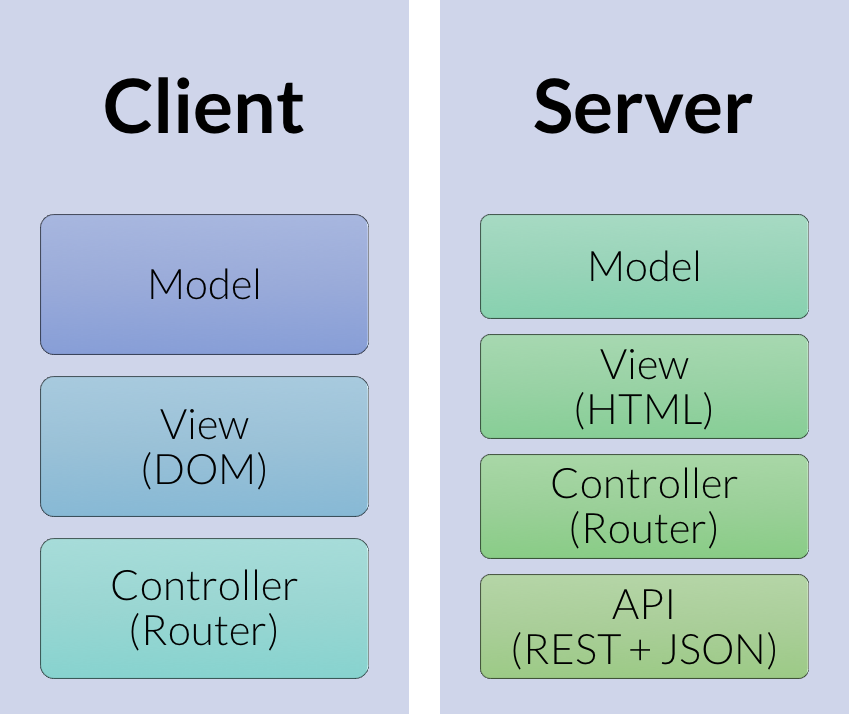 Client
Model
View
(DOM)
Controller
(Router)
Server
Model
View
(HTML)
Controller
(Router)
API
(REST + JSON)